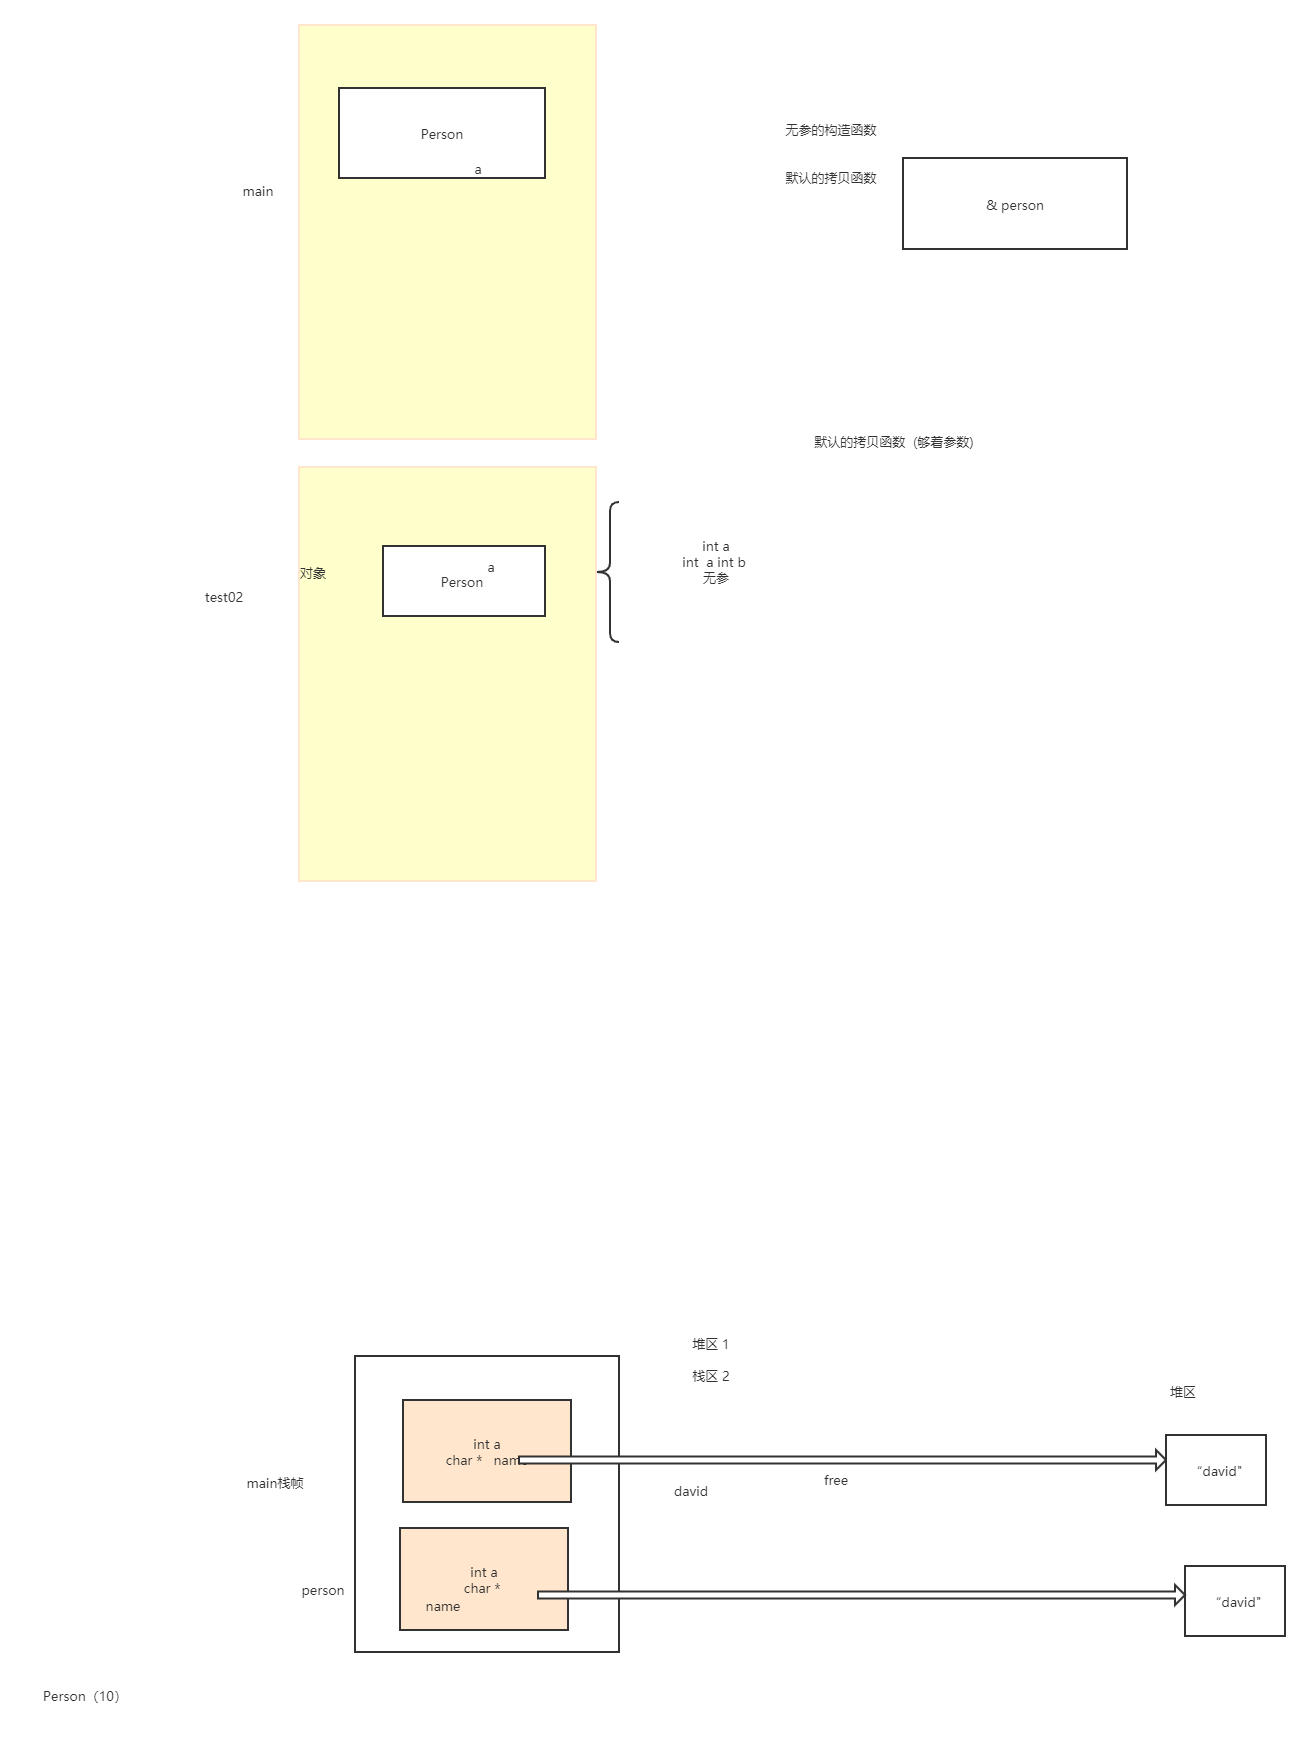 Person
a
main
无参的构造函数
默认的拷贝函数
& person
默认的拷贝函数  (够着参数)
对象
a
Person
test02
int a
int  a int b
无参
堆区 1
栈区 2
堆区
int a
char *   name
“david"
main栈帧
david
free
int a
char *
name
person
“david”
Person（10）